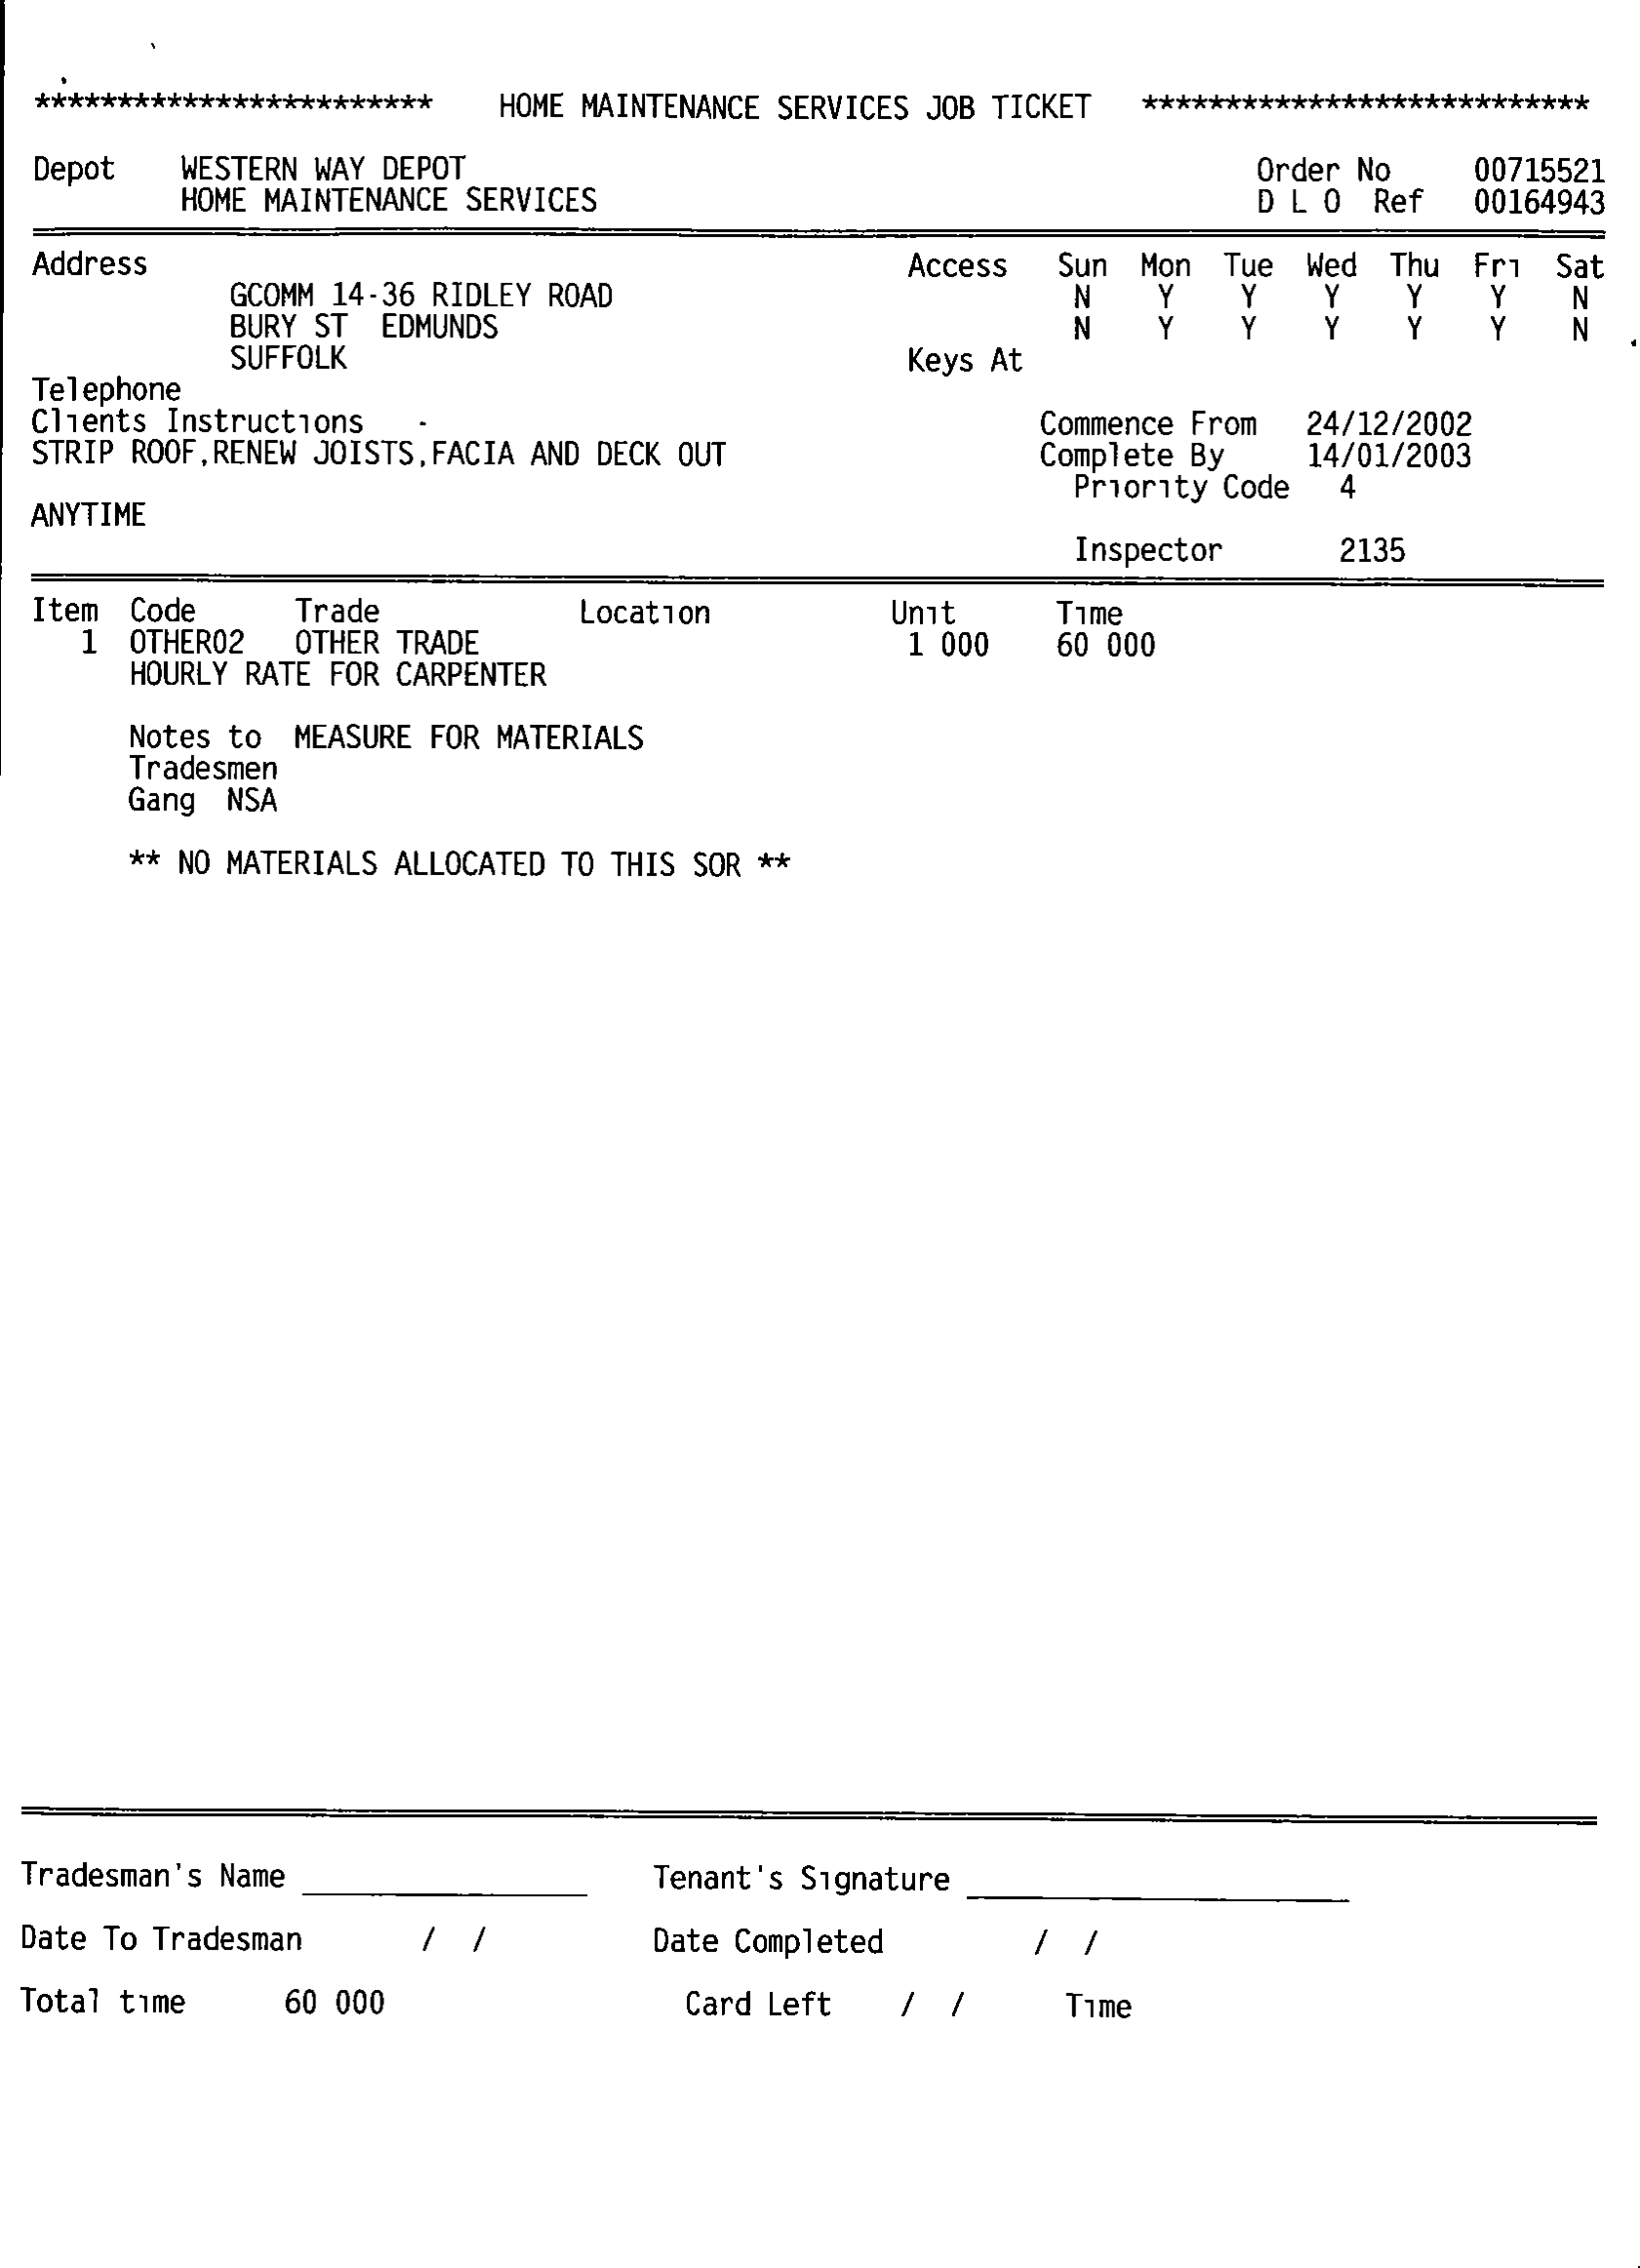 ************************ HOME MAINTENANCE SERVICES JOB TICKET ***************************
Depot WESTERN WAY DEPOT Order No 00715521
HOME MAINTENANCE SERVICES D L O Ref 00164943
Address Access Sun Mon Tue Wed Thu Fri Sat
GCOMM 14-36 RIDLEY ROAD N Y Y Y Y Y N
BURY ST EDMUNDS N Y Y Y Y Y N
SUFFOLK Keys At
Telephone
Clients Instructions
Commence From 24/12/2002
STRIP ROOF,RENEW JOISTS,FACIA AND DECK OUT Complete By 14/01/2003
Priority Code 4
ANYTIME
Inspector 2135
Item Code Trade Location Unit Time
1 OTHER02 OTHER TRADE 1 000 60 000
HOURLY RATE FOR CARPENTER
Notes to MEASURE FOR MATERIALS
Tradesmen
Gang NSA
** NO MATERIALS ALLOCATED TO THIS SOR **
Tradesman's Name Tenant's Signature
Date To Tradesman / / Date Completed / /
Total time 60 000 Card Left / / Time